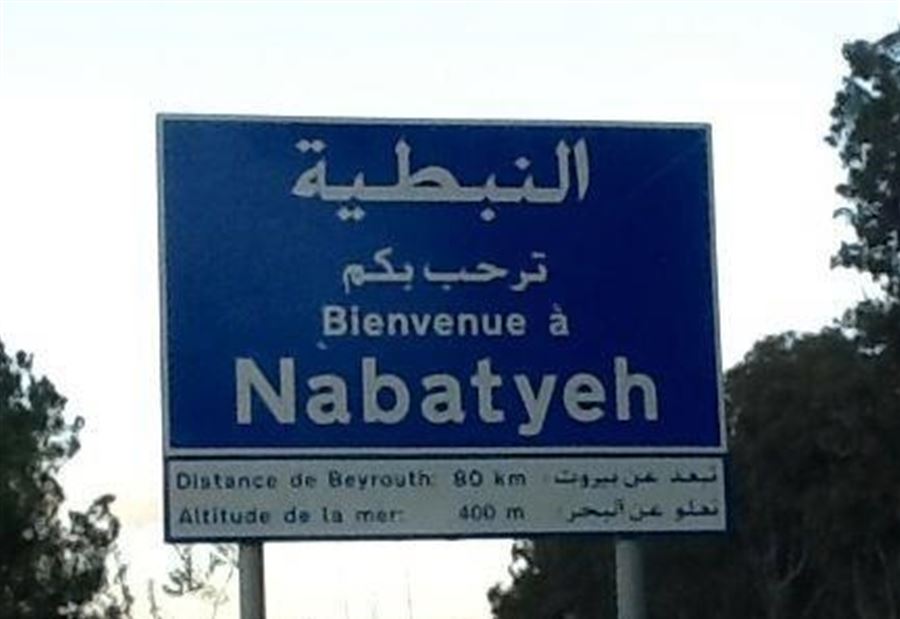 النبطية
ترحب بكم
Bienvenue à
Nabatyeh
Distance de Beyrouth: 80 km تبعد عن بيروت
Altitude de la mer: 400 m تعلو عن البحر